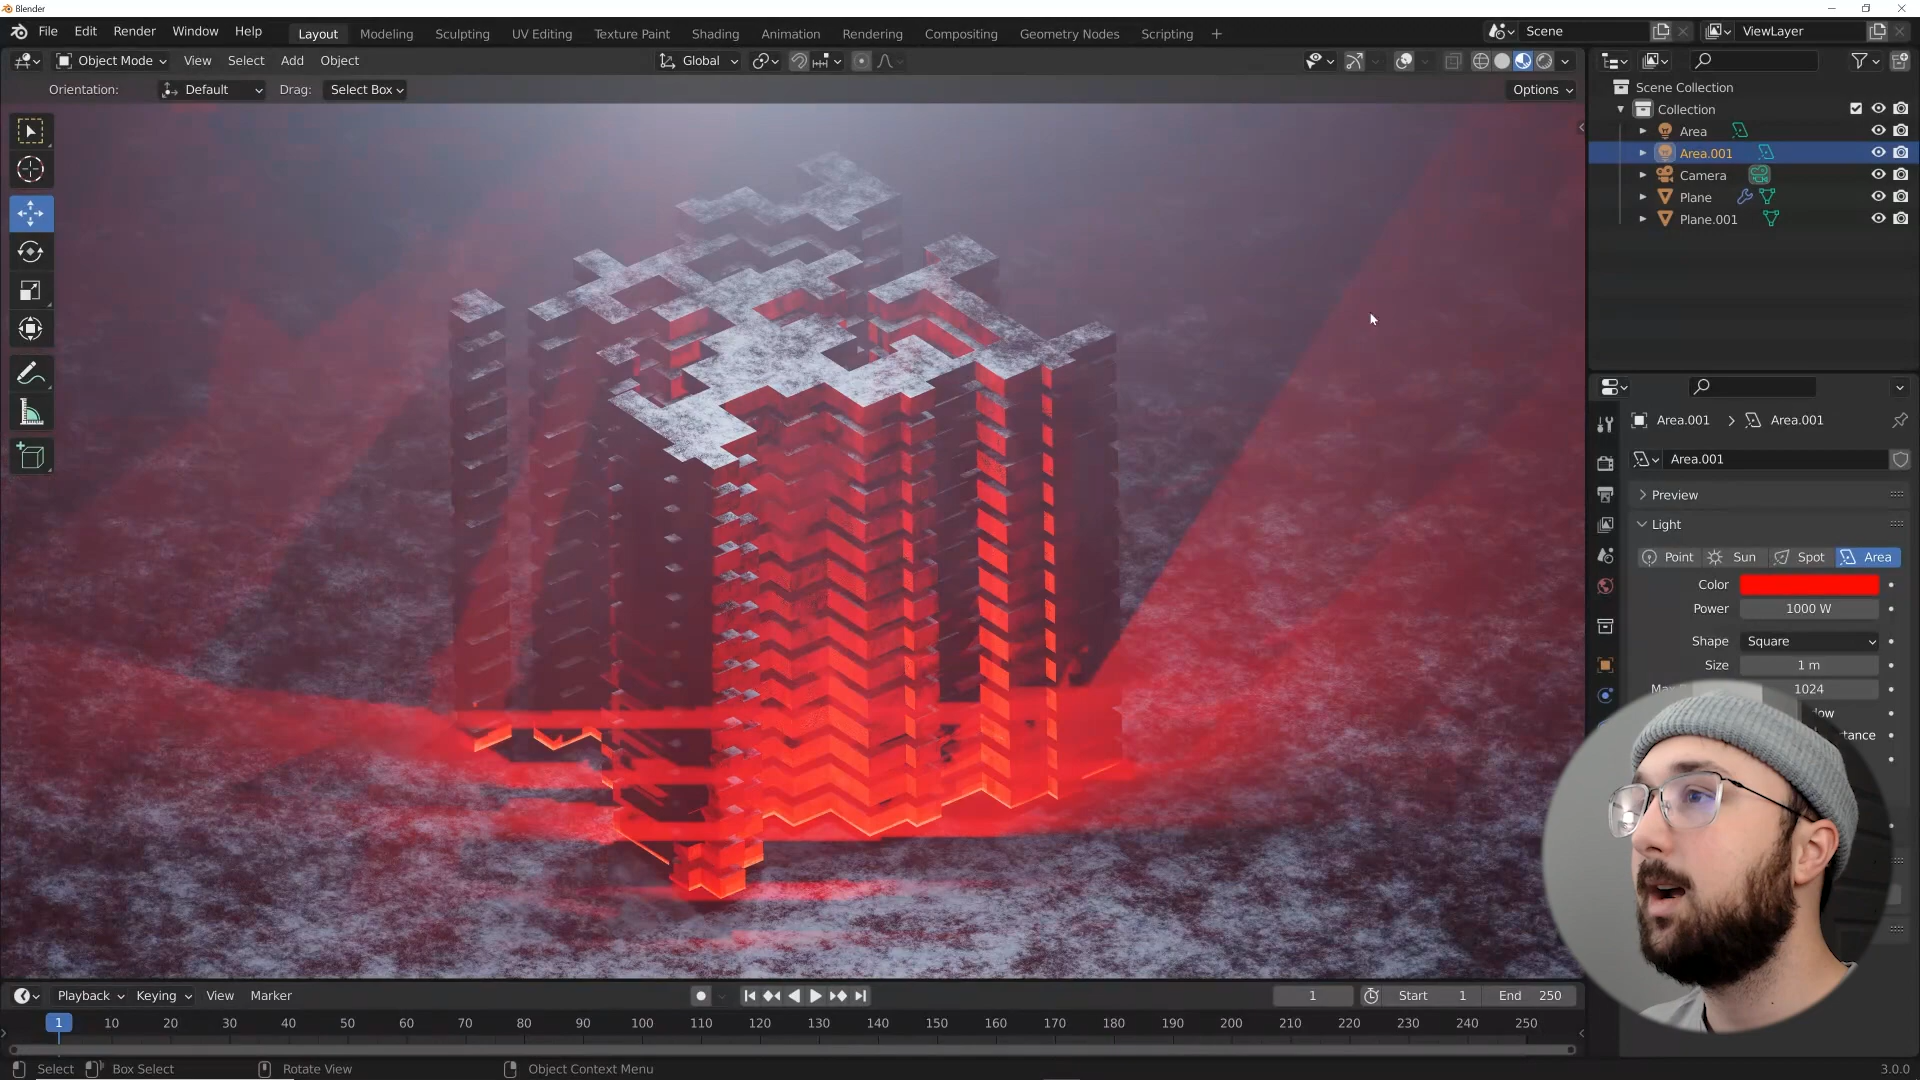 Blender
File Edit Render Window Help Layout Modeling Sculpting UV Editing Texture Paint Shading Animation Rendering Compositing Geometry Nodes Scripting + Scene ViewLayer
Object Mode View Select Add Object Global
Orientation: Default Drag: Select Box Options
Scene Collection
Collection
Area
Area.001
Camera
Plane
Plane.001
Area.001 > Area.001
Area.001
Preview
Light
Point Sun Spot Area
Color
Power 1000 W
Shape Square
Size 1 m
1024
Playback Keying View Marker 1 Start 1 End 250
1 10 20 30 40 50 60 70 80 90 100 110 120 130 140 150 160 170 180 190 200 210 220 230 240 250
Select Box Select Rotate View Object Context Menu 3.0.0